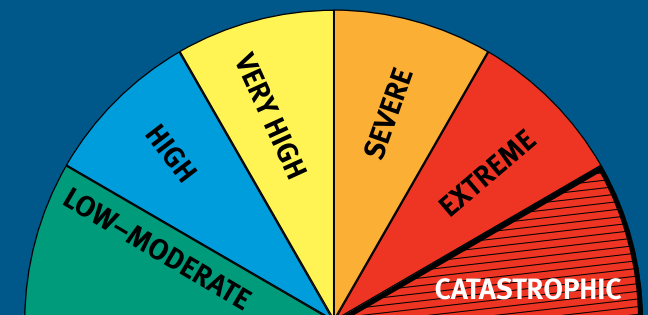 LOW–MODERATE
HIGH
VERY HIGH
SEVERE
EXTREME
CATASTROPHIC